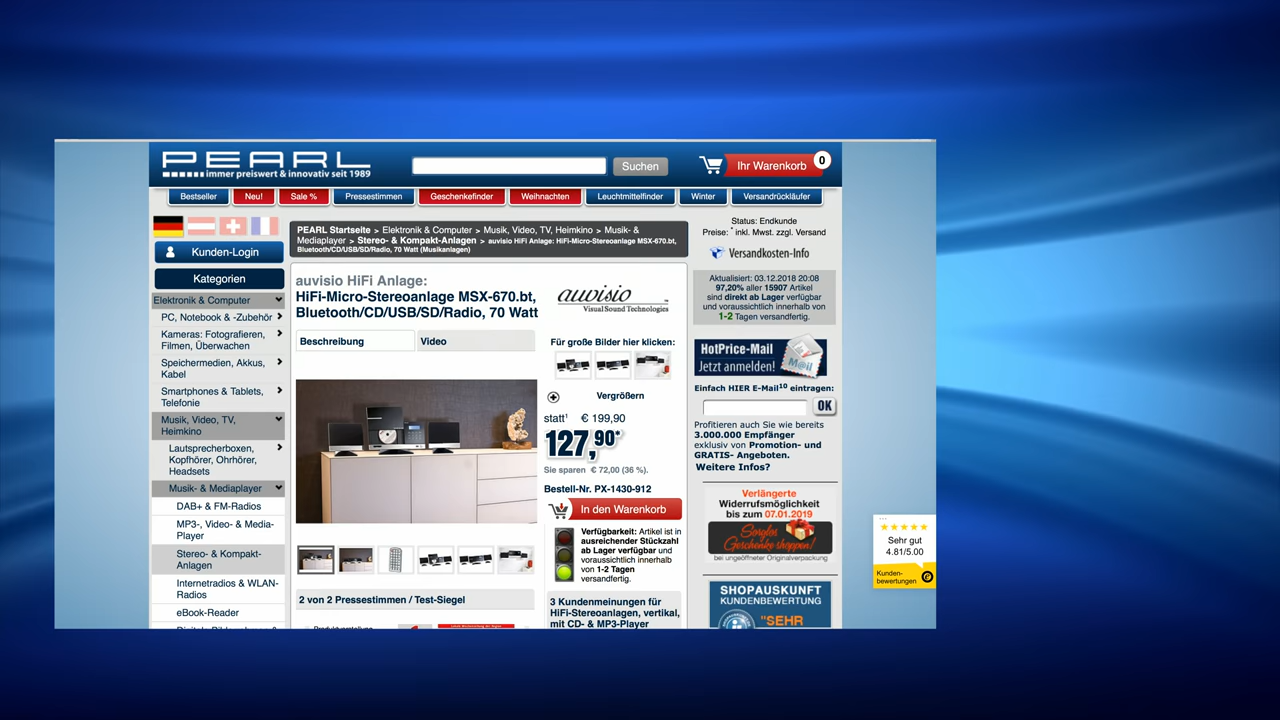 PEARL
immer preiswert & innovativ seit 1989
Suchen
Ihr Warenkorb
0
Bestseller
Neu!
Sale %
Pressestimmen
Geschenkefinder
Weihnachten
Leuchtmittelfinder
Winter
Versandrückläufer
Kunden-Login
Kategorien
Elektronik & Computer
PC, Notebook & -Zubehör
Kameras: Fotografieren,
Filmen, Überwachen
Speichermedien, Akkus,
Kabel
Smartphones & Tablets,
Telefonie
Musik, Video, TV,
Heimkino
Lautsprecherboxen,
Kopfhörer, Ohrhörer,
Headsets
Musik- & Mediaplayer
DAB+ & FM-Radios
MP3-, Video- & Media-
Player
Stereo- & Kompakt-
Anlagen
Internetradios & WLAN-
Radios
eBook-Reader
PEARL Startseite > Elektronik & Computer > Musik, Video, TV, Heimkino > Musik- &
Mediaplayer > Stereo- & Kompakt-Anlagen > auvisio HiFi Anlage: HiFi-Micro-Stereoanlage MSX-670.bt,
Bluetooth/CD/USB/SD/Radio, 70 Watt (Musikanlagen)
auvisio HiFi Anlage:
HiFi-Micro-Stereoanlage MSX-670.bt,
Bluetooth/CD/USB/SD/Radio, 70 Watt
Beschreibung
Video
2 von 2 Pressestimmen / Test-Siegel
auvisio
Visual Sound Technologies
Für große Bilder hier klicken:
Vergrößern
statt¹ € 199,90
127,90*
Sie sparen € 72,00 (36 %).
Bestell-Nr. PX-1430-912
In den Warenkorb
Verfügbarkeit: Artikel ist in
ausreichender Stückzahl
ab Lager verfügbar und
voraussichtlich innerhalb
von 1-2 Tagen
versandfertig.
3 Kundenmeinungen für
HiFi-Stereoanlagen, vertikal,
mit CD- & MP3-Player
Status: Endkunde
Preise: * inkl. Mwst. zzgl. Versand
Versandkosten-Info
Aktualisiert: 03.12.2018 20:08
97,20% aller 15907 Artikel
sind direkt ab Lager verfügbar
und voraussichtlich innerhalb von
1-2 Tagen versandfertig.
HotPrice-Mail
Jetzt anmelden!
M@il
Einfach HIER E-Mail¹⁰ eintragen:
OK
Profitieren auch Sie wie bereits
3.000.000 Empfänger
exklusiv von Promotion- und
GRATIS- Angeboten.
Weitere Infos?
Verlängerte
Widerrufsmöglichkeit
bis zum 07.01.2019
Sorglos
Geschenke shoppen!
bei ungeöffneter Originalverpackung
SHOPAUSKUNFT
KUNDENBEWERTUNG
"SEHR
...
Sehr gut
4.81/5.00
Kunden-
bewertungen